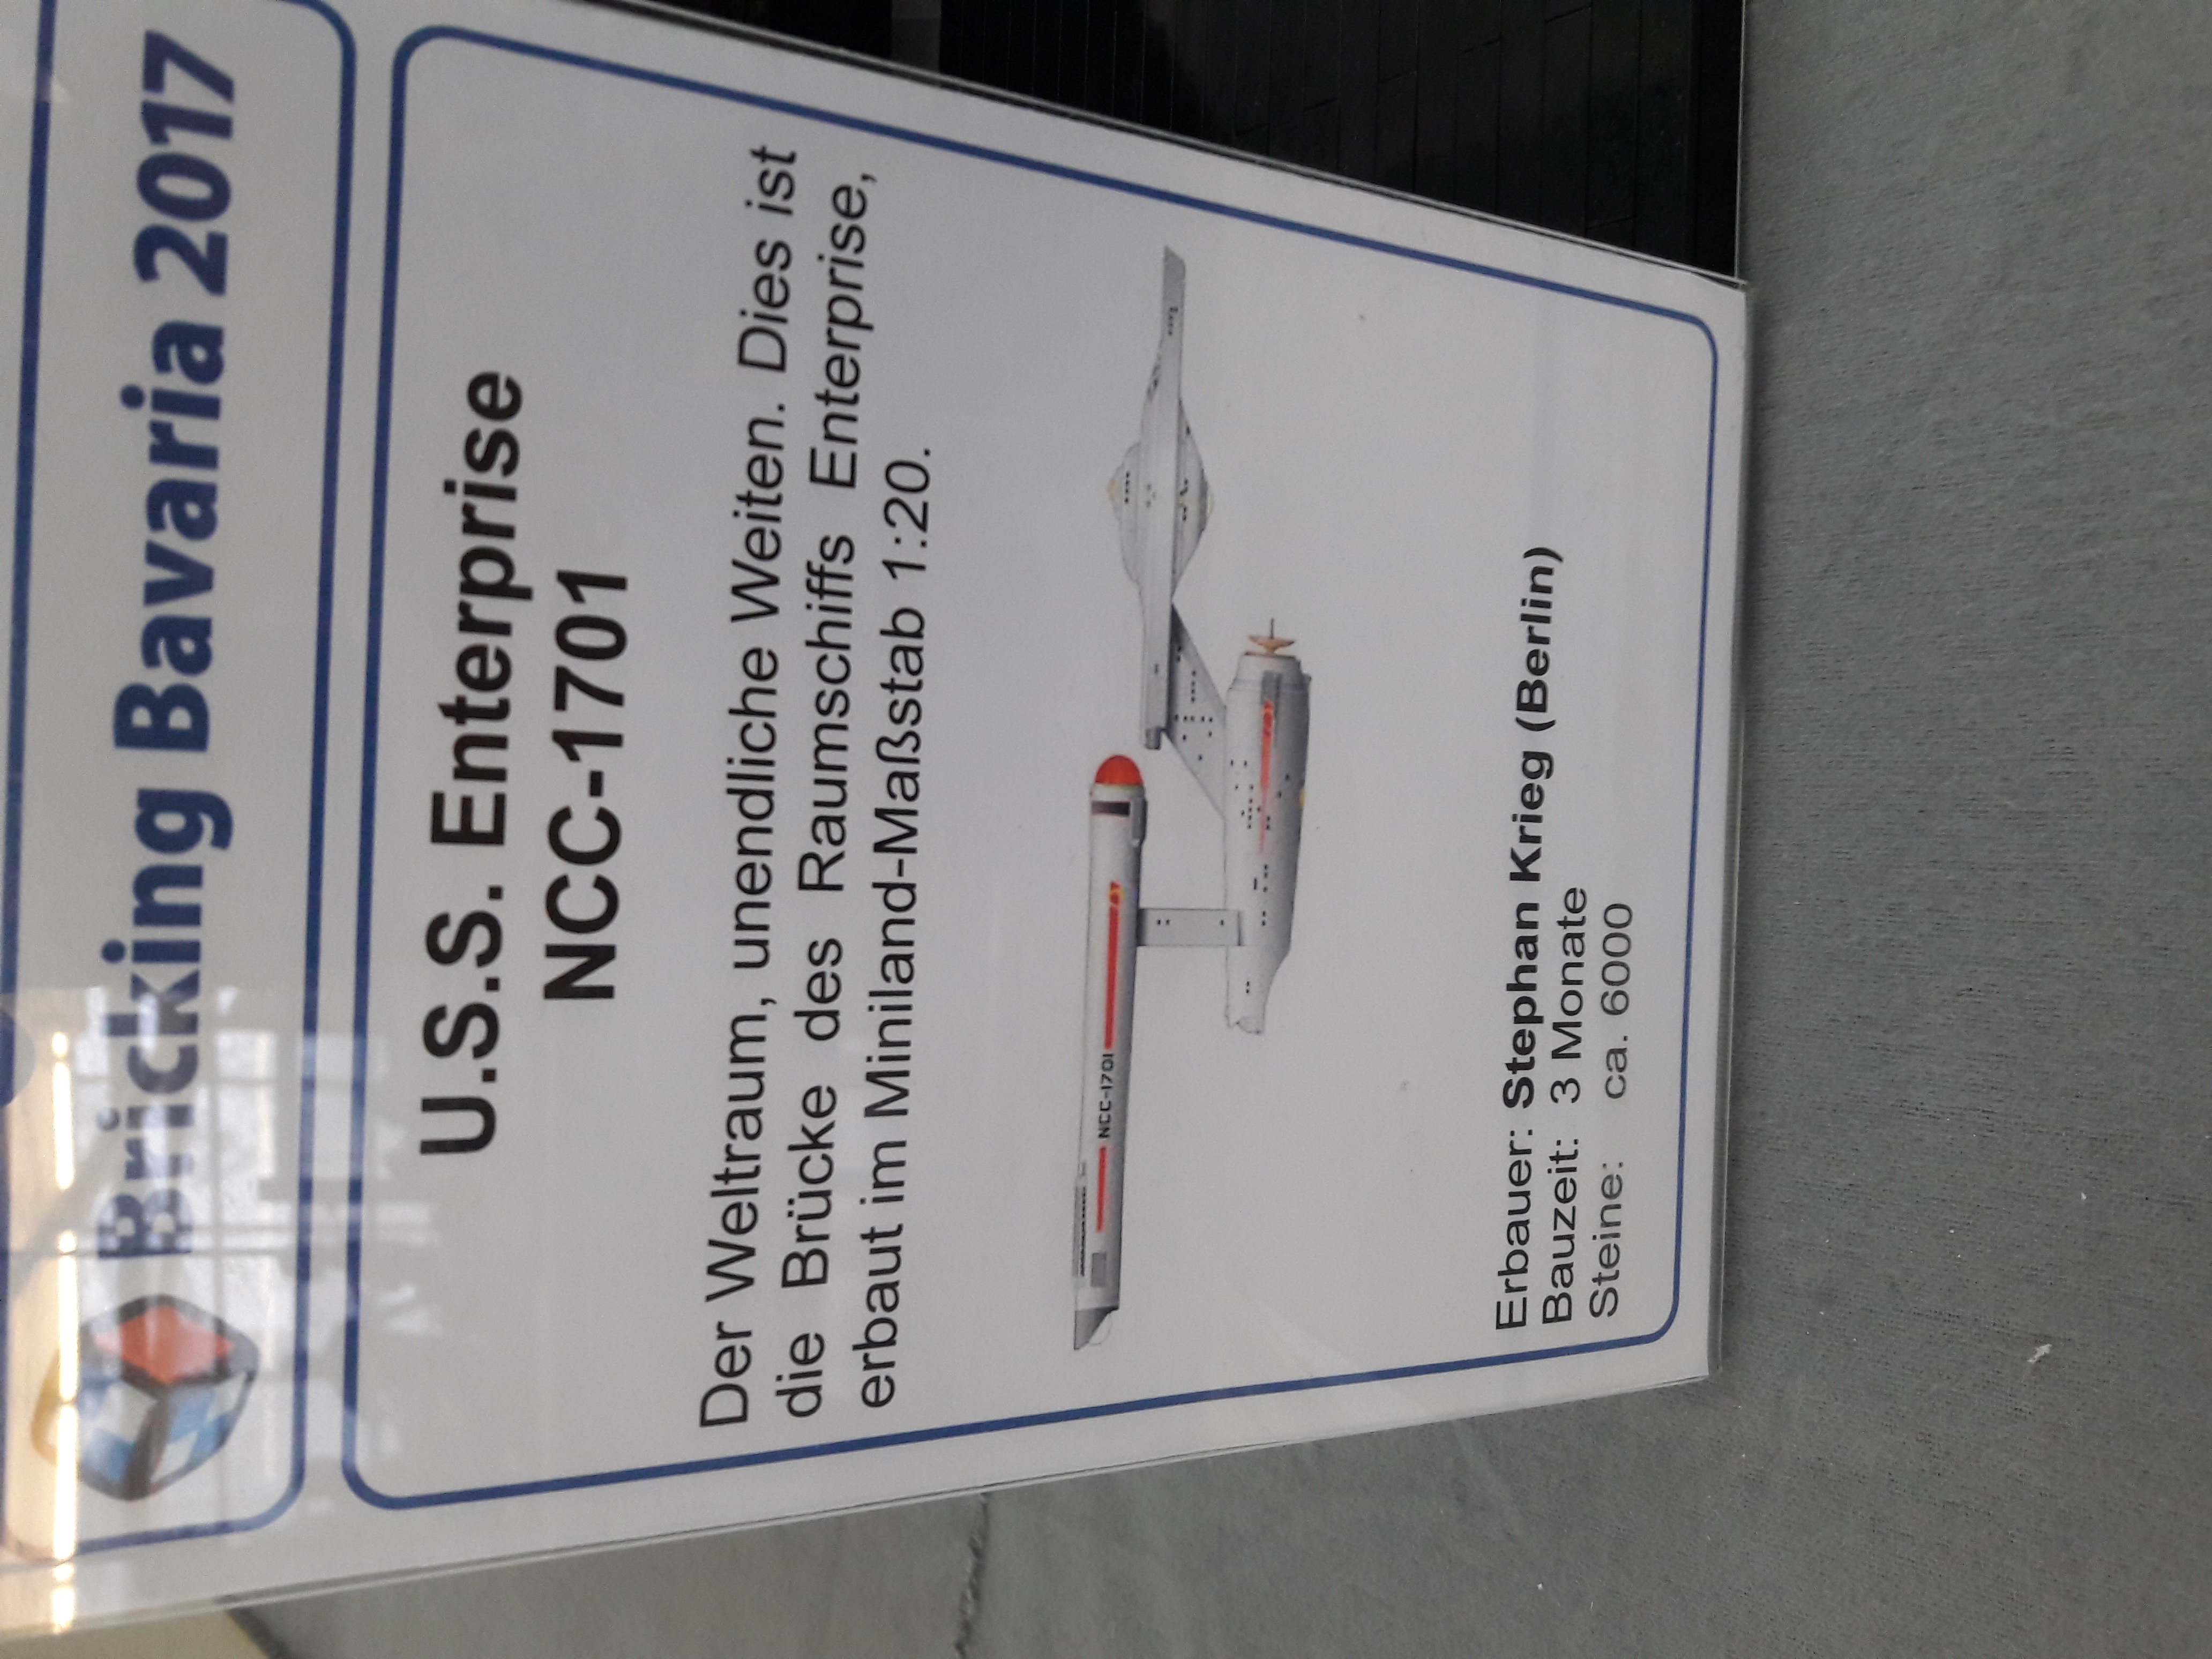 Bricking Bavaria 2017
U.S.S. Enterprise
NCC-1701
Der Weltraum, unendliche Weiten. Dies ist
die Brücke des Raumschiffs Enterprise,
erbaut im Miniland-Maßstab 1:20.
NCC-1701
Erbauer: Stephan Krieg (Berlin)
Bauzeit: 3 Monate
Steine: ca. 6000